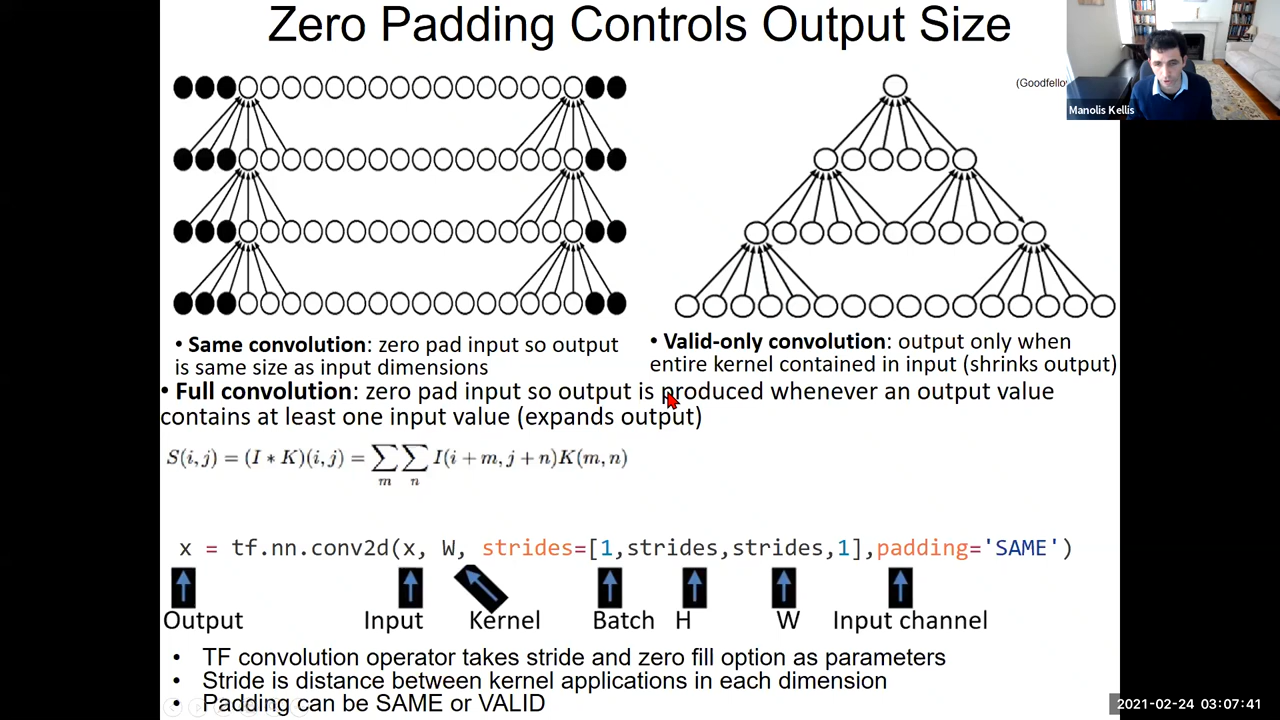 Zero Padding Controls Output Size
(Goodfello
Manolis Kellis
• Same convolution: zero pad input so output
is same size as input dimensions
• Valid-only convolution: output only when
entire kernel contained in input (shrinks output)
• Full convolution: zero pad input so output is produced whenever an output value
contains at least one input value (expands output)
S(i, j) = (I ∗ K)(i, j) = ∑ₘ ∑ₙ I(i + m, j + n)K(m, n)
x = tf.nn.conv2d(x, W, strides=[1,strides,strides,1],padding='SAME')
Output Input Kernel Batch H W Input channel
• TF convolution operator takes stride and zero fill option as parameters
• Stride is distance between kernel applications in each dimension
• Padding can be SAME or VALID
2021-02-24 03:07:41